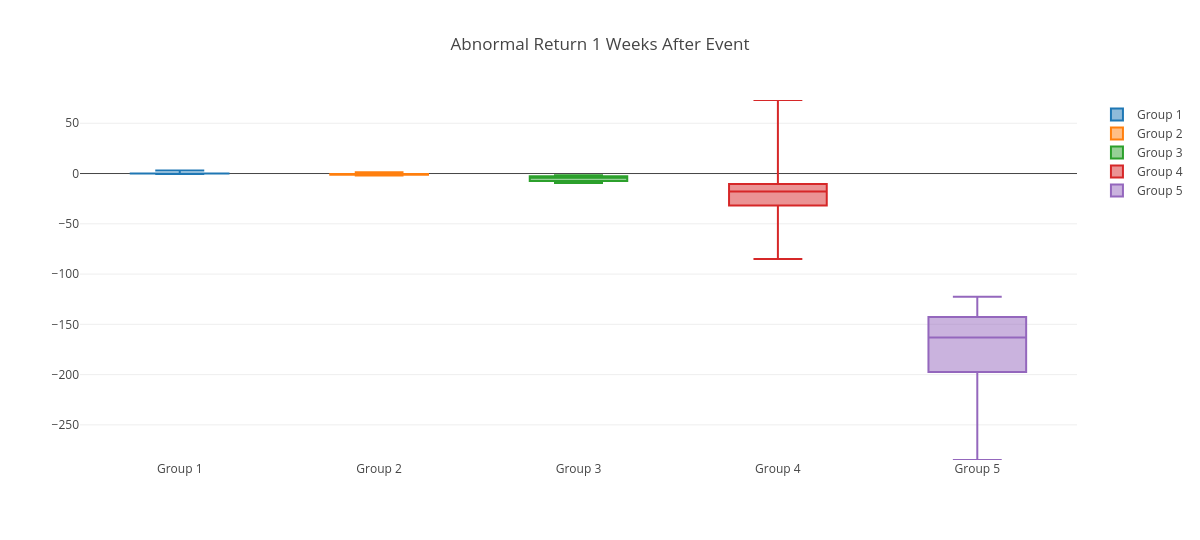 Abnormal Return 1 Weeks After Event
50
0
−50
−100
−150
−200
−250
Group 1
Group 2
Group 3
Group 4
Group 5
Group 1
Group 2
Group 3
Group 4
Group 5